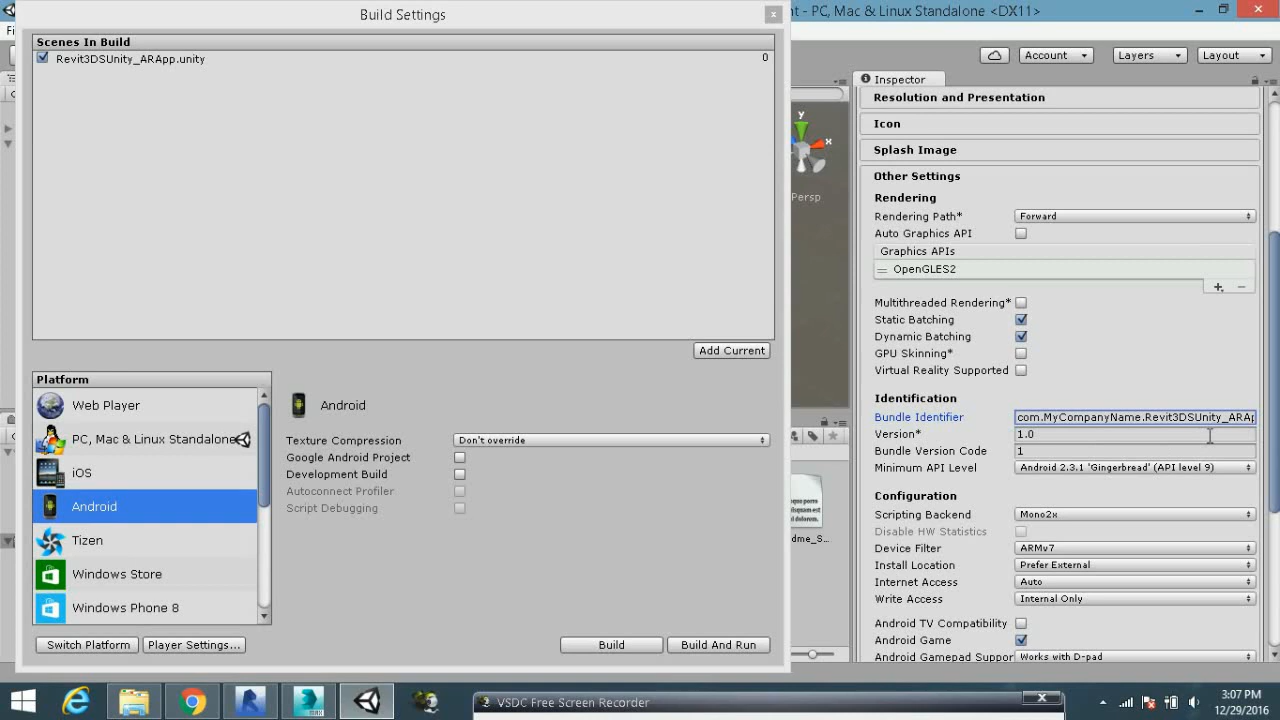 Build Settings
x
Scenes In Build
Revit3DSUnity_ARApp.unity
0
Add Current
Platform
Web Player
PC, Mac & Linux Standalone
iOS
Android
Tizen
Windows Store
Windows Phone 8
Switch Platform
Player Settings...
Android
Texture Compression
Don't override
Google Android Project
Development Build
Autoconnect Profiler
Script Debugging
Build
Build And Run
- PC, Mac & Linux Standalone <DX11>
Account
Layers
Layout
y
x
Persp
Inspector
Resolution and Presentation
Icon
Splash Image
Other Settings
Rendering
Rendering Path*
Forward
Auto Graphics API
Graphics APIs
OpenGLES2
Multithreaded Rendering*
Static Batching
Dynamic Batching
GPU Skinning*
Virtual Reality Supported
Identification
Bundle Identifier
com.MyCompanyName.Revit3DSUnity_ARAp
Version*
1.0
Bundle Version Code
1
Minimum API Level
Android 2.3.1 'Gingerbread' (API level 9)
Configuration
Scripting Backend
Mono2x
Disable HW Statistics
Device Filter
ARMv7
Install Location
Prefer External
Internet Access
Auto
Write Access
Internal Only
Android TV Compatibility
Android Game
Android Gamepad Suppor
Works with D-pad
dme_S...
VSDC Free Screen Recorder
3:07 PM
12/29/2016